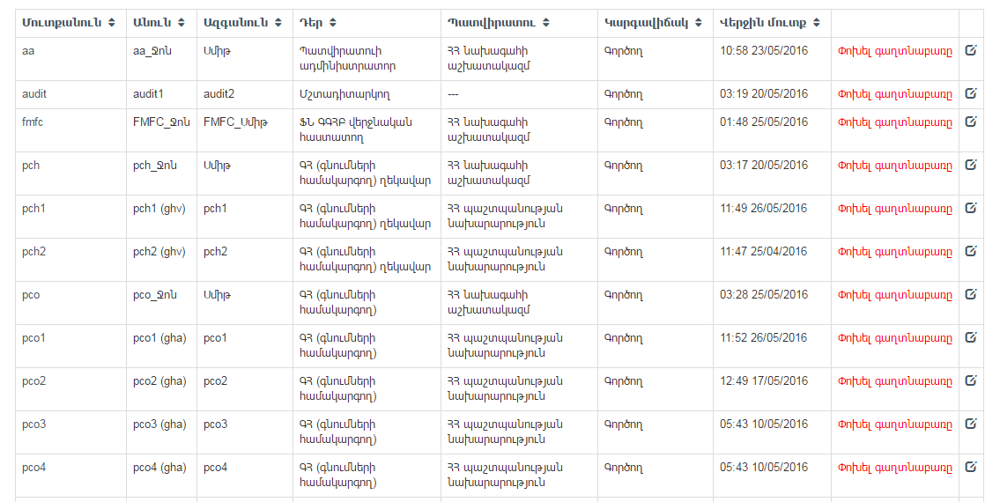 Մուտքանուն Անուն Ազգանուն Դեր Պատվիրատու Կարգավիճակ Վերջին մուտք
aa aa_Ջոն Սմիթ Պատվիրատուի ՀՀ նախագահի Գործող 10:58 23/05/2016 Փոխել գաղտնաբառը
ադմինիստրատոր աշխատակազմ
audit audit1 audit2 Մշտադիտարկող --- Գործող 03:19 20/05/2016 Փոխել գաղտնաբառը
fmfc FMFC_Ջոն FMFC_Սմիթ ՖՆ ԳԳՀԲ վերջնական ՀՀ նախագահի Գործող 01:48 25/05/2016 Փոխել գաղտնաբառը
հաստատող աշխատակազմ
pch pch_Ջոն Սմիթ ԳՀ (գնումների ՀՀ նախագահի Գործող 03:17 20/05/2016 Փոխել գաղտնաբառը
համակարգող) ղեկավար աշխատակազմ
pch1 pch1 (ghv) pch1 ԳՀ (գնումների ՀՀ պաշտպանության Գործող 11:49 26/05/2016 Փոխել գաղտնաբառը
համակարգող) ղեկավար նախարարություն
pch2 pch2 (ghv) pch2 ԳՀ (գնումների ՀՀ պաշտպանության Գործող 11:47 25/04/2016 Փոխել գաղտնաբառը
համակարգող) ղեկավար նախարարություն
pco pco_Ջոն Սմիթ ԳՀ (գնումների ՀՀ նախագահի Գործող 03:28 25/05/2016 Փոխել գաղտնաբառը
համակարգող) աշխատակազմ
pco1 pco1 (gha) pco1 ԳՀ (գնումների ՀՀ պաշտպանության Գործող 11:52 26/05/2016 Փոխել գաղտնաբառը
համակարգող) նախարարություն
pco2 pco2 (gha) pco2 ԳՀ (գնումների ՀՀ պաշտպանության Գործող 12:49 17/05/2016 Փոխել գաղտնաբառը
համակարգող) նախարարություն
pco3 pco3 (gha) pco3 ԳՀ (գնումների ՀՀ պաշտպանության Գործող 05:43 10/05/2016 Փոխել գաղտնաբառը
համակարգող) նախարարություն
pco4 pco4 (gha) pco4 ԳՀ (գնումների ՀՀ պաշտպանության Գործող 05:43 10/05/2016 Փոխել գաղտնաբառը
համակարգող) նախարարություն